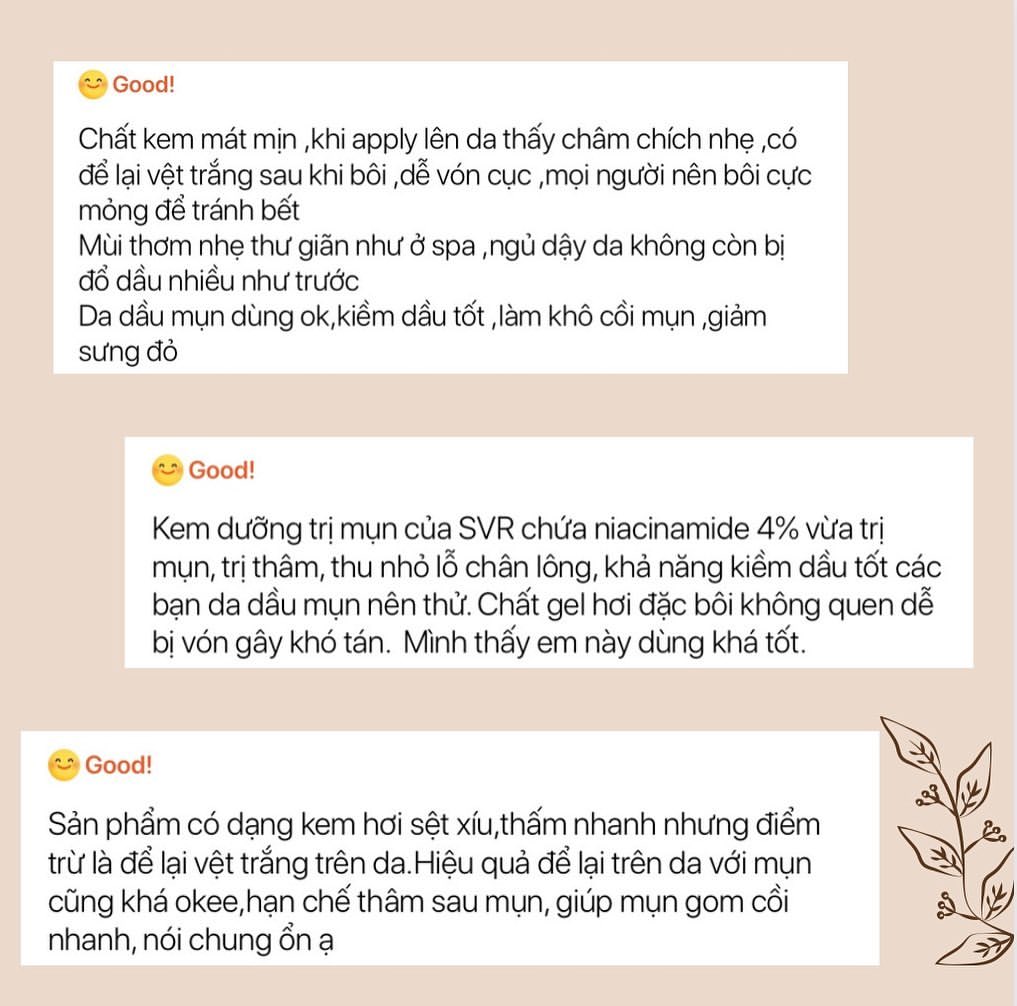 😊 Good!
Chất kem mát mịn ,khi apply lên da thấy châm chích nhẹ ,có
để lại vệt trắng sau khi bôi ,dễ vón cục ,mọi người nên bôi cực
mỏng để tránh bết
Mùi thơm nhẹ thư giãn như ở spa ,ngủ dậy da không còn bị
đổ dầu nhiều như trước
Da dầu mụn dùng ok,kiềm dầu tốt ,làm khô cồi mụn ,giảm
sưng đỏ
😊 Good!
Kem dưỡng trị mụn của SVR chứa niacinamide 4% vừa trị
mụn, trị thâm, thu nhỏ lỗ chân lông, khả năng kiềm dầu tốt các
bạn da dầu mụn nên thử. Chất gel hơi đặc bôi không quen dễ
bị vón gây khó tán. Mình thấy em này dùng khá tốt.
😊 Good!
Sản phẩm có dạng kem hơi sệt xíu,thấm nhanh nhưng điểm
trừ là để lại vệt trắng trên da.Hiệu quả để lại trên da với mụn
cũng khá okee,hạn chế thâm sau mụn, giúp mụn gom cồi
nhanh, nói chung ổn ạ